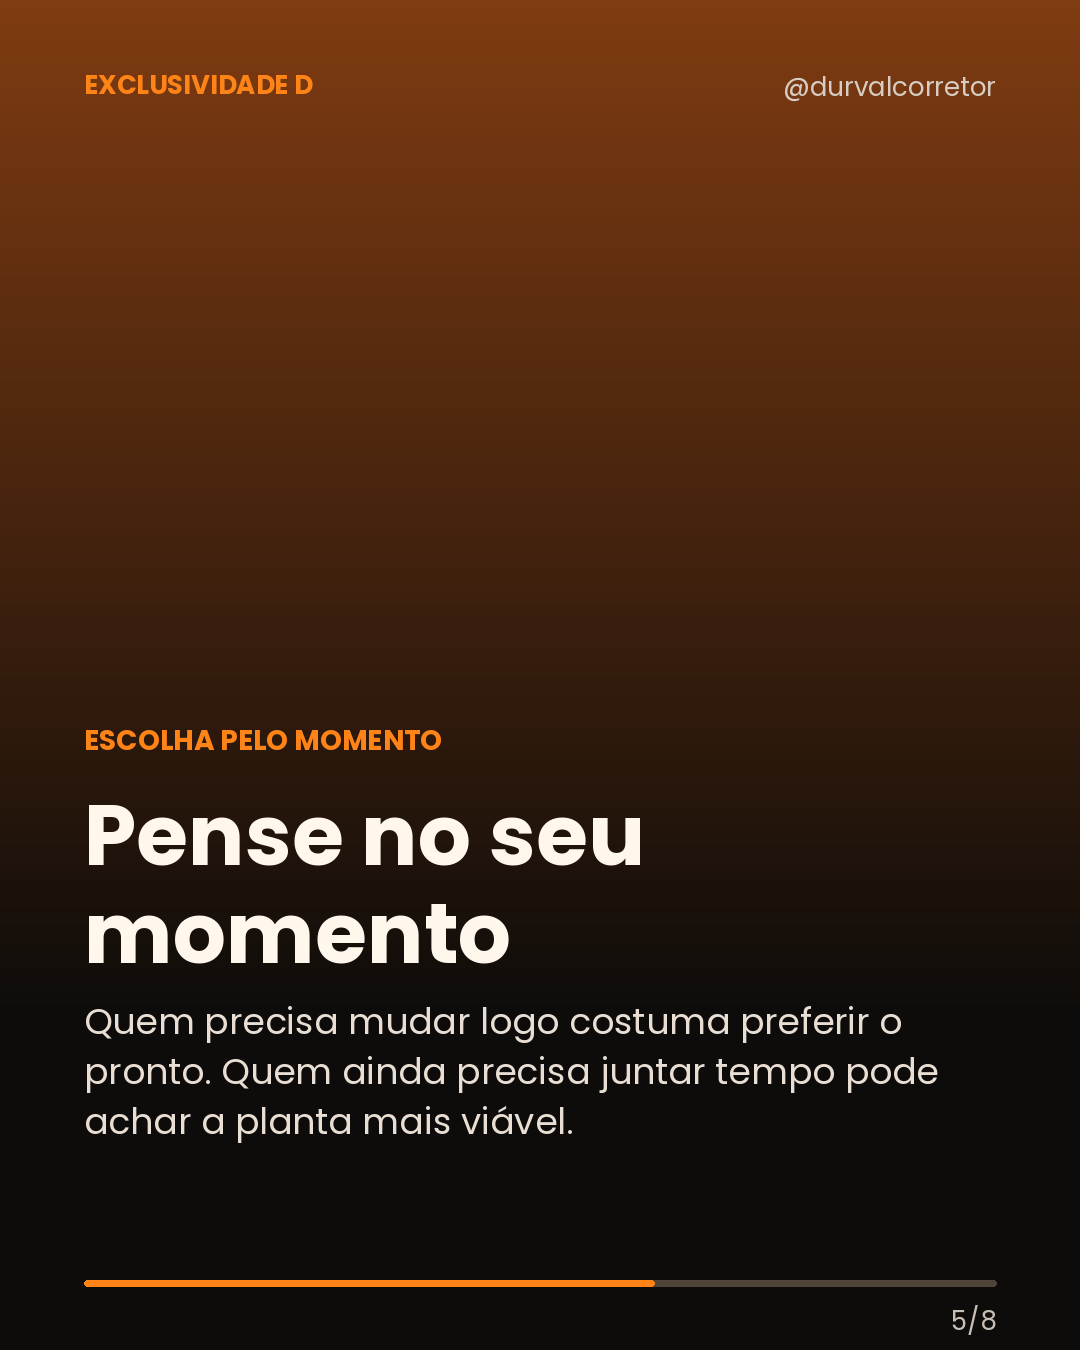 EXCLUSIVIDADE D
@durvalcorretor
ESCOLHA PELO MOMENTO
Pense no seu
momento
Quem precisa mudar logo costuma preferir o
pronto. Quem ainda precisa juntar tempo pode
achar a planta mais viável.
5/8